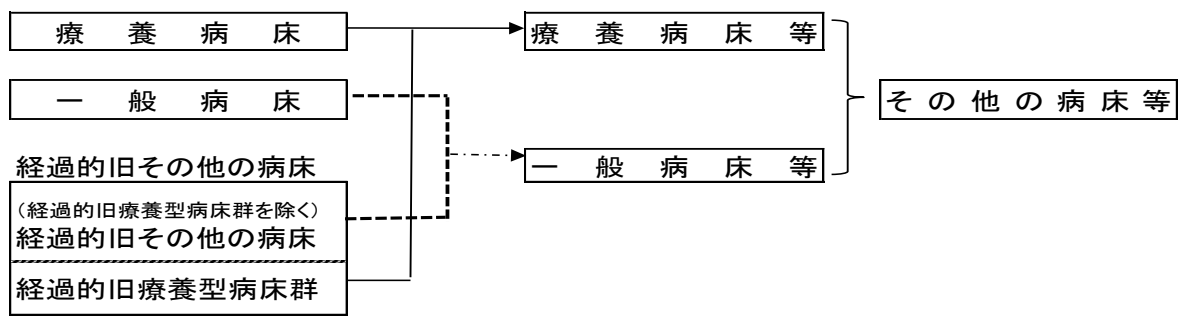 療養病床
療養病床等
一般病床
その他の病床等
経過的旧その他の病床
一般病床等
(経過的旧療養型病床群を除く)
経過的旧その他の病床
経過的旧療養型病床群